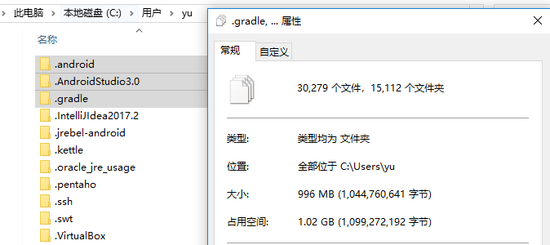 此电脑 > 本地磁盘 (C:) > 用户 > yu
名称
.android
.AndroidStudio3.0
.gradle
.IntelliJIdea2017.2
.jrebel-android
.kettle
.oracle_jre_usage
.pentaho
.ssh
.swt
.VirtualBox
.gradle, ... 属性
常规 自定义
30,279 个文件，15,112 个文件夹
类型: 类型均为 文件夹
位置: 全部位于 C:\Users\yu
大小: 996 MB (1,044,760,641 字节)
占用空间: 1.02 GB (1,099,272,192 字节)